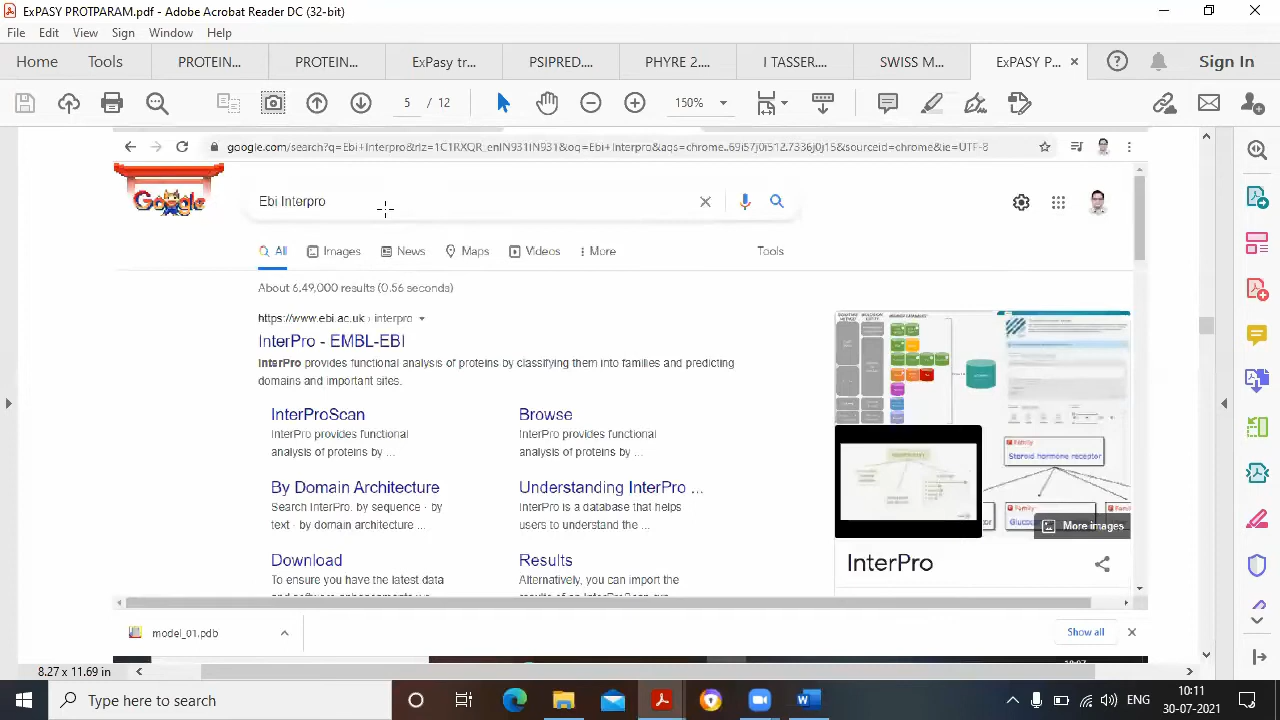 ExPASY PROTPARAM.pdf - Adobe Acrobat Reader DC (32-bit)
File Edit View Sign Window Help
Home Tools PROTEIN... PROTEIN... ExPasy tr... PSIPRED.... PHYRE 2.... I TASSER.... SWISS M... ExPASY P... Sign In
5 / 12 150%
google.com/search?q=Ebi+Interpro&rlz=1C1RXQR_enIN931IN931&oq=Ebi+Interpro&aqs=chrome..69i57j0i512.7336j0j15&sourceid=chrome&ie=UTF-8
Google Ebi Interpro
All Images News Maps Videos More Tools
About 6,49,000 results (0.56 seconds)
https://www.ebi.ac.uk › interpro
InterPro - EMBL-EBI
InterPro provides functional analysis of proteins by classifying them into families and predicting
domains and important sites.
InterProScan Browse
InterPro provides functional InterPro provides functional
analysis of proteins by ... analysis of proteins by ...
Family
Steroid hormone receptor
By Domain Architecture Understanding InterPro ...
Search InterPro. by sequence · by InterPro is a database that helps
text · by domain architecture ... users to understand the ...
More images
Download Results
InterPro
To ensure you have the latest data Alternatively, you can import the
model_01.pdb Show all
8.27 x 11.69 in
Type here to search ENG 10:11
30-07-2021